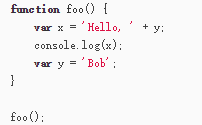 function foo() {
    var x = 'Hello, ' + y;
    console.log(x);
    var y = 'Bob';
}

foo();